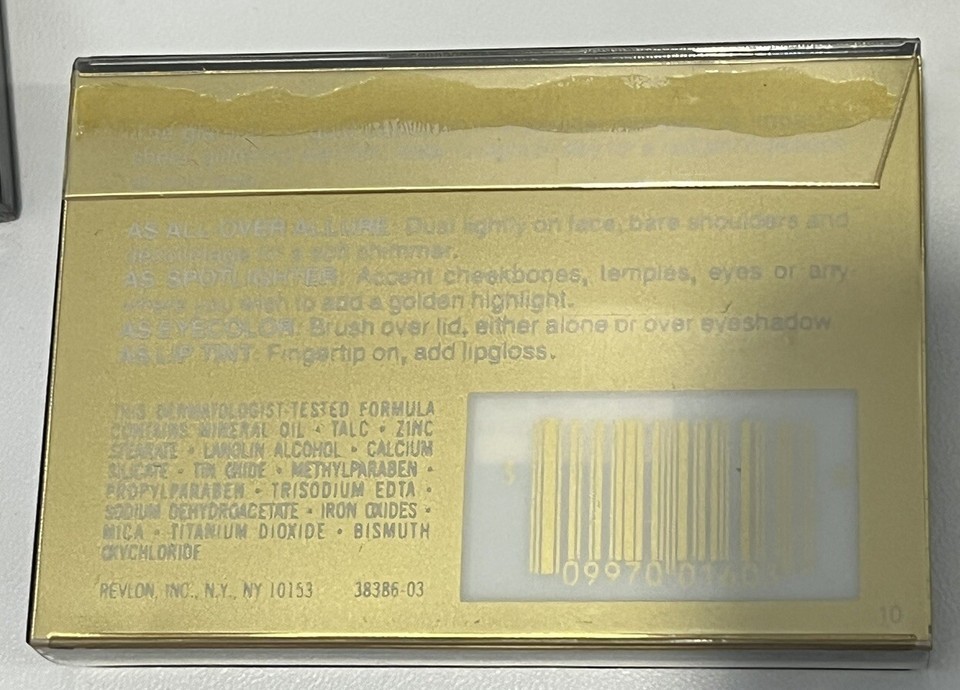 AS ALL OVER ALLURE: Dust lightly on face, bare shoulders and
decolletage for a soft shimmer.
AS SPOTLIGHTER: Accent cheekbones, temples, eyes or any-
where you wish to add a golden highlight.
AS EYECOLOR: Brush over lid, either alone or over eyeshadow
AS LIP TINT: Fingertip on, add lipgloss.
THIS DERMATOLOGIST-TESTED FORMULA
CONTAINS MINERAL OIL • TALC • ZINC
STEARATE • LANOLIN ALCOHOL • CALCIUM
SILICATE • TIN OXIDE • METHYLPARABEN •
PROPYLPARABEN • TRISODIUM EDTA •
SODIUM DEHYDROACETATE • IRON OXIDES •
MICA • TITANIUM DIOXIDE • BISMUTH
OXYCHLORIDE
REVLON, INC., N.Y., NY 10153 38386-03
09970
10